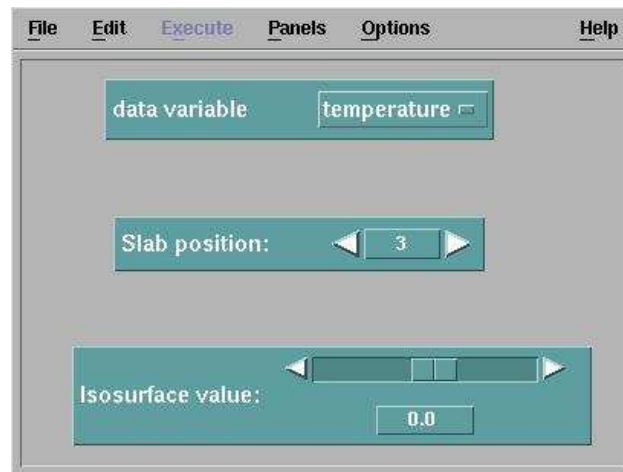 File Edit Execute Panels Options Help
data variable temperature
Slab position: 3
Isosurface value:
0.0